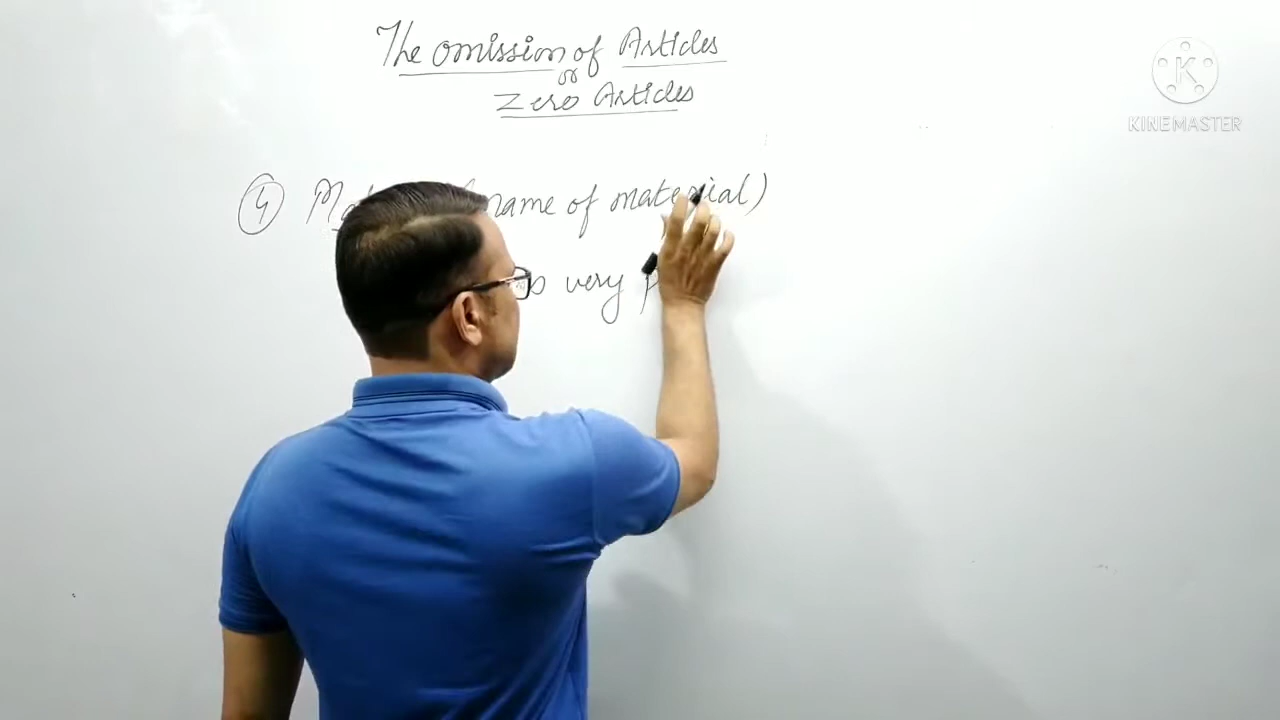 The omission of Articles
or
Zero Articles
④ name of material)
very
K
KINEMASTER